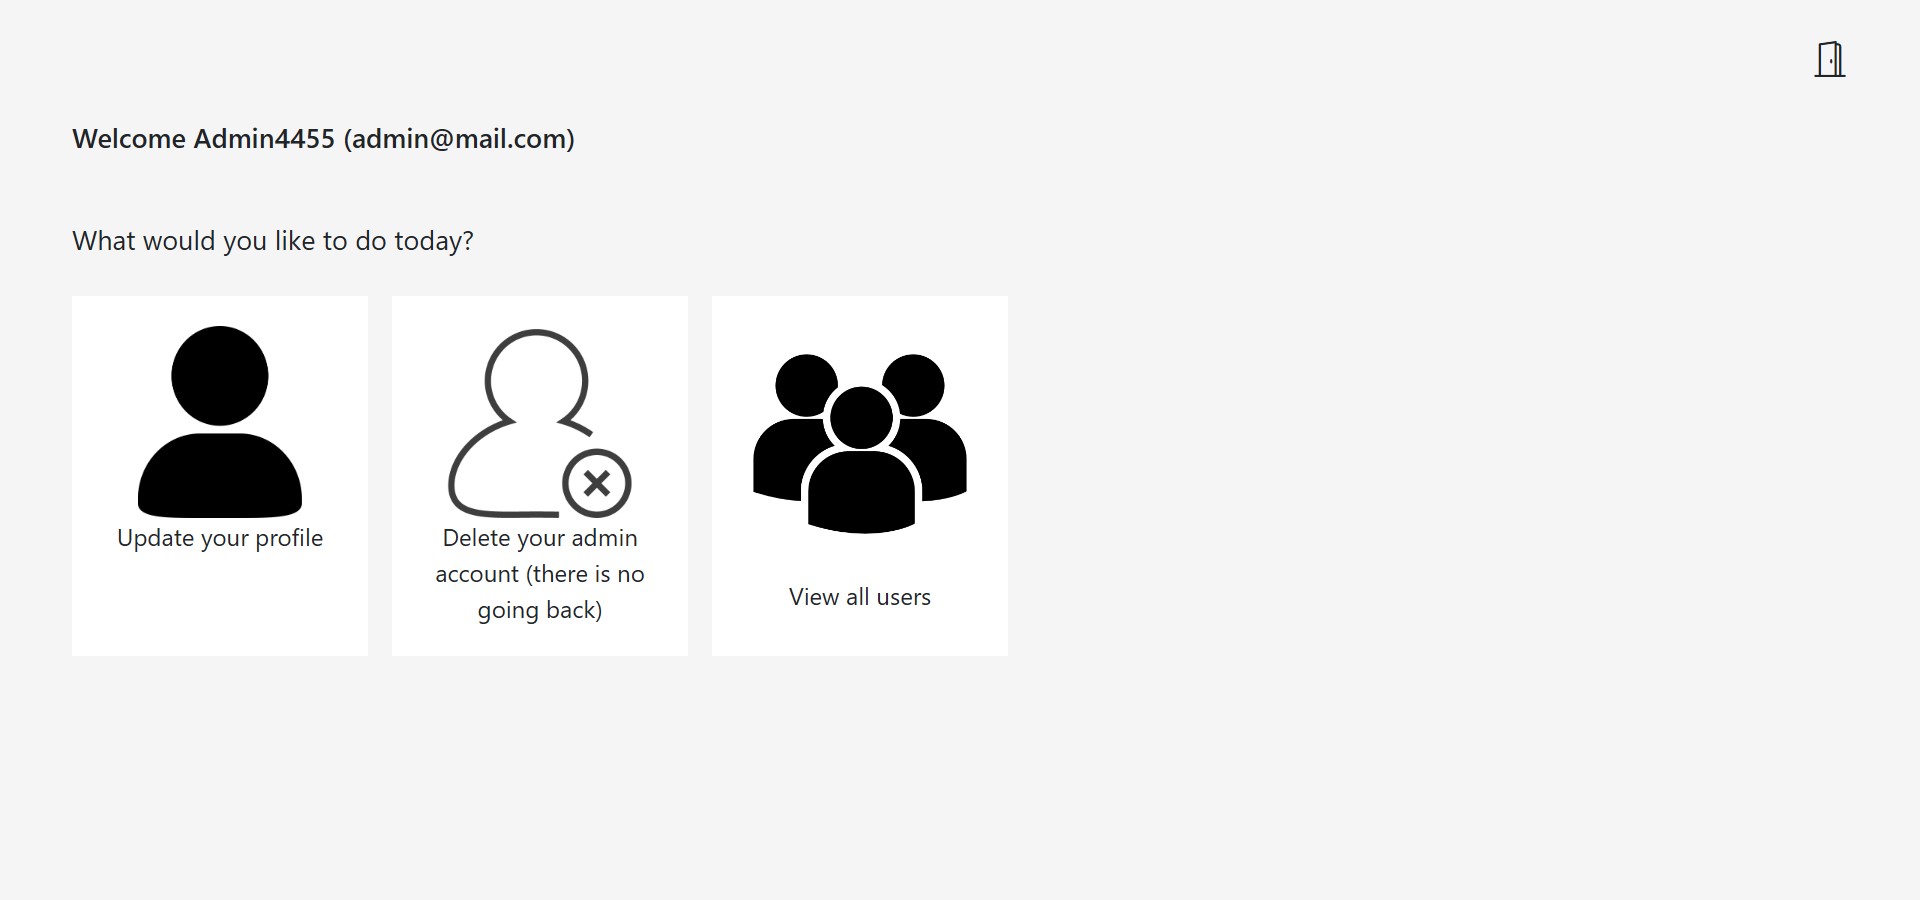 Welcome Admin4455 (admin@mail.com)
What would you like to do today?
Update your profile
Delete your admin
account (there is no
going back)
View all users